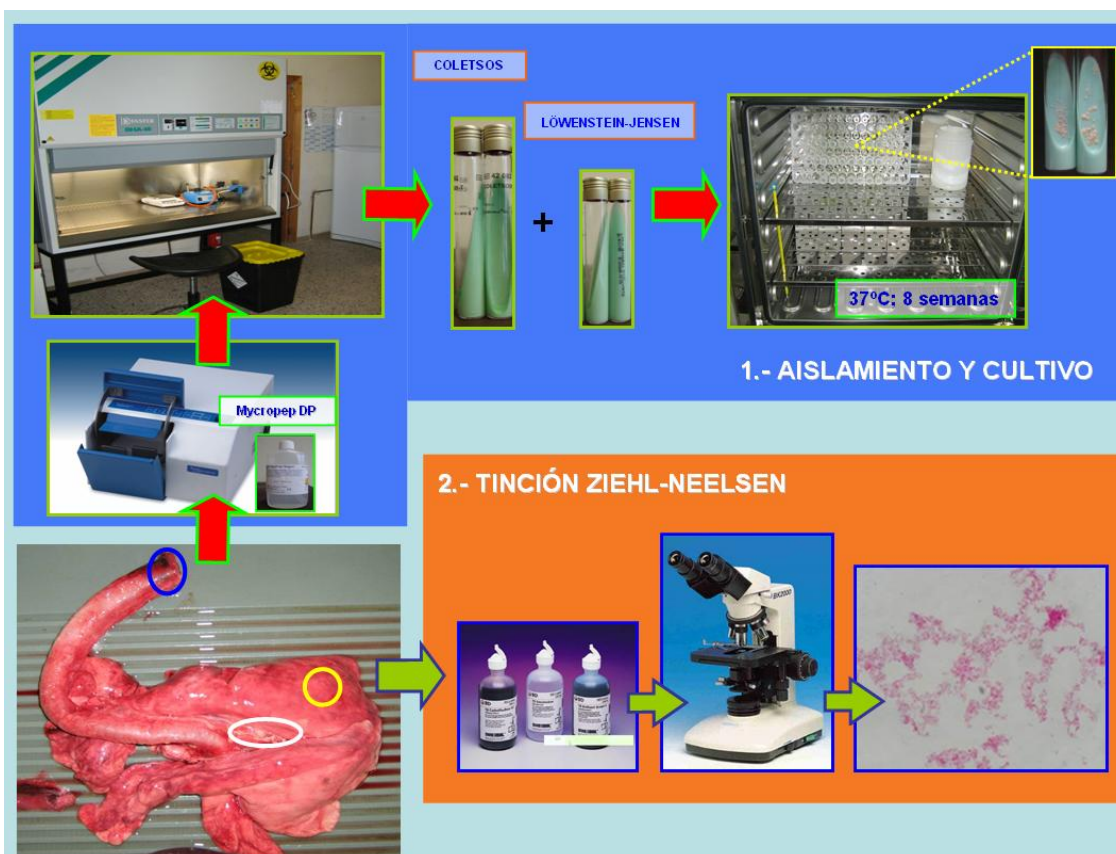 COLETSOS
LÖWENSTEIN-JENSEN
37ºC; 8 semanas
1.- AISLAMIENTO Y CULTIVO
Mycropep DP
2.- TINCIÓN ZIEHL-NEELSEN